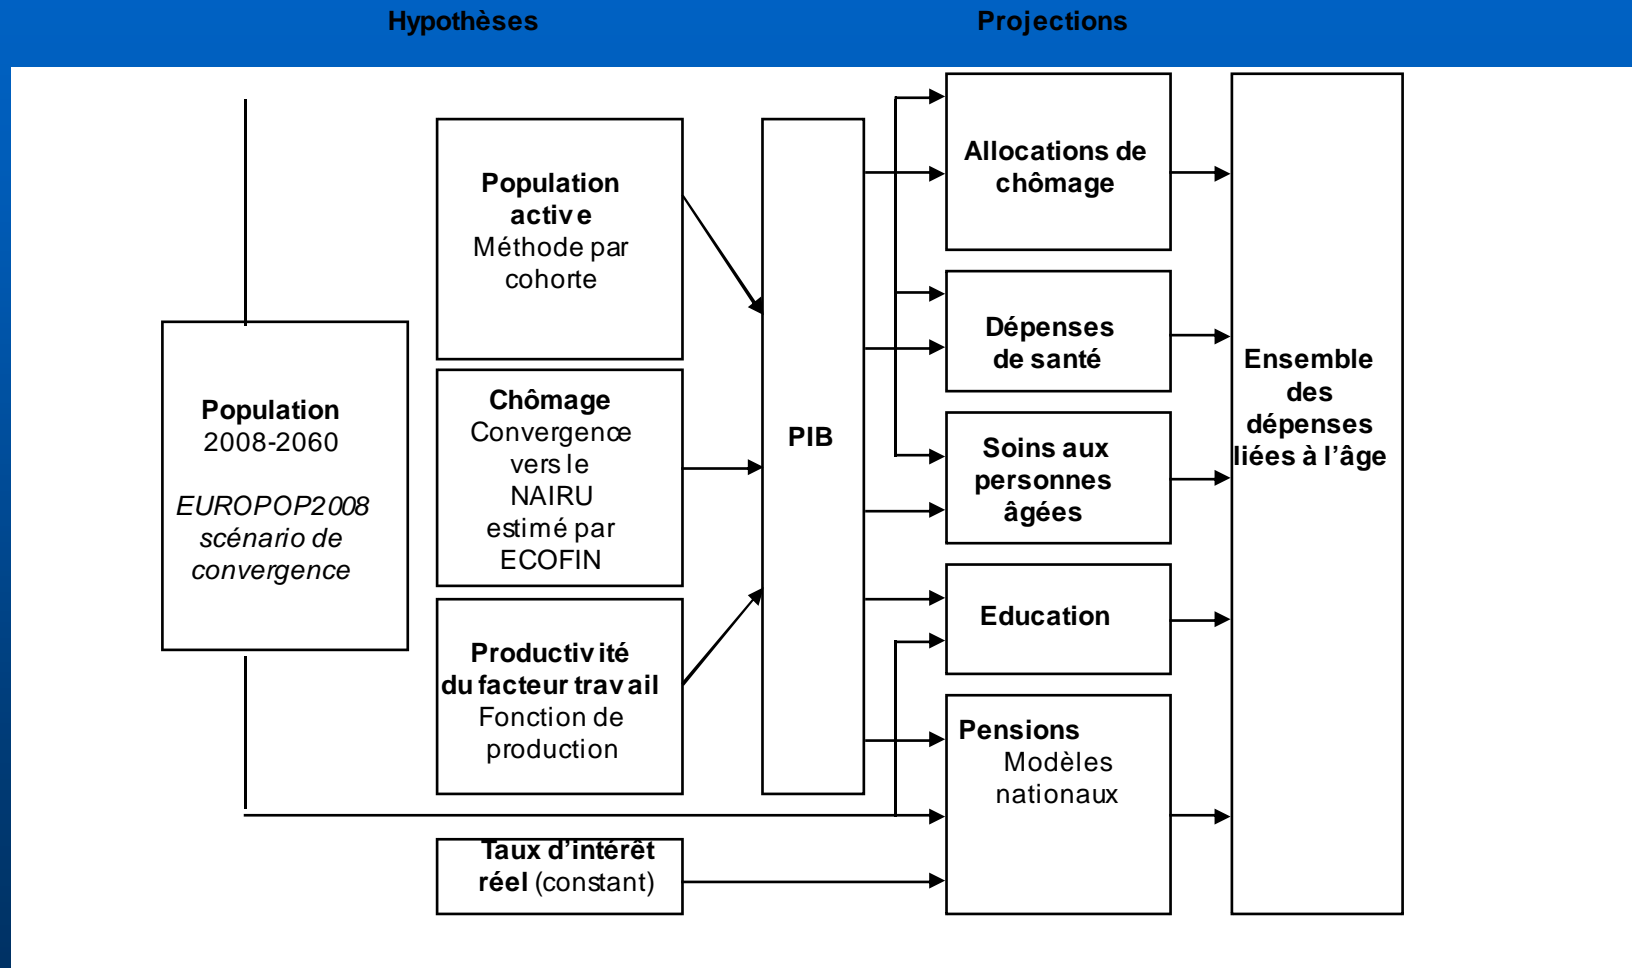 Hypothèses
Projections
Population
2008-2060
EUROPOP2008
scénario de
convergence
Population
active
Méthode par
cohorte
Chômage
Convergence
vers le
NAIRU
estimé par
ECOFIN
Productivité
du facteur travail
Fonction de
production
Taux d’intérêt
réel (constant)
PIB
Allocations de
chômage
Dépenses
de santé
Soins aux
personnes
âgées
Education
Pensions
Modèles
nationaux
Ensemble
des
dépenses
liées à l’âge